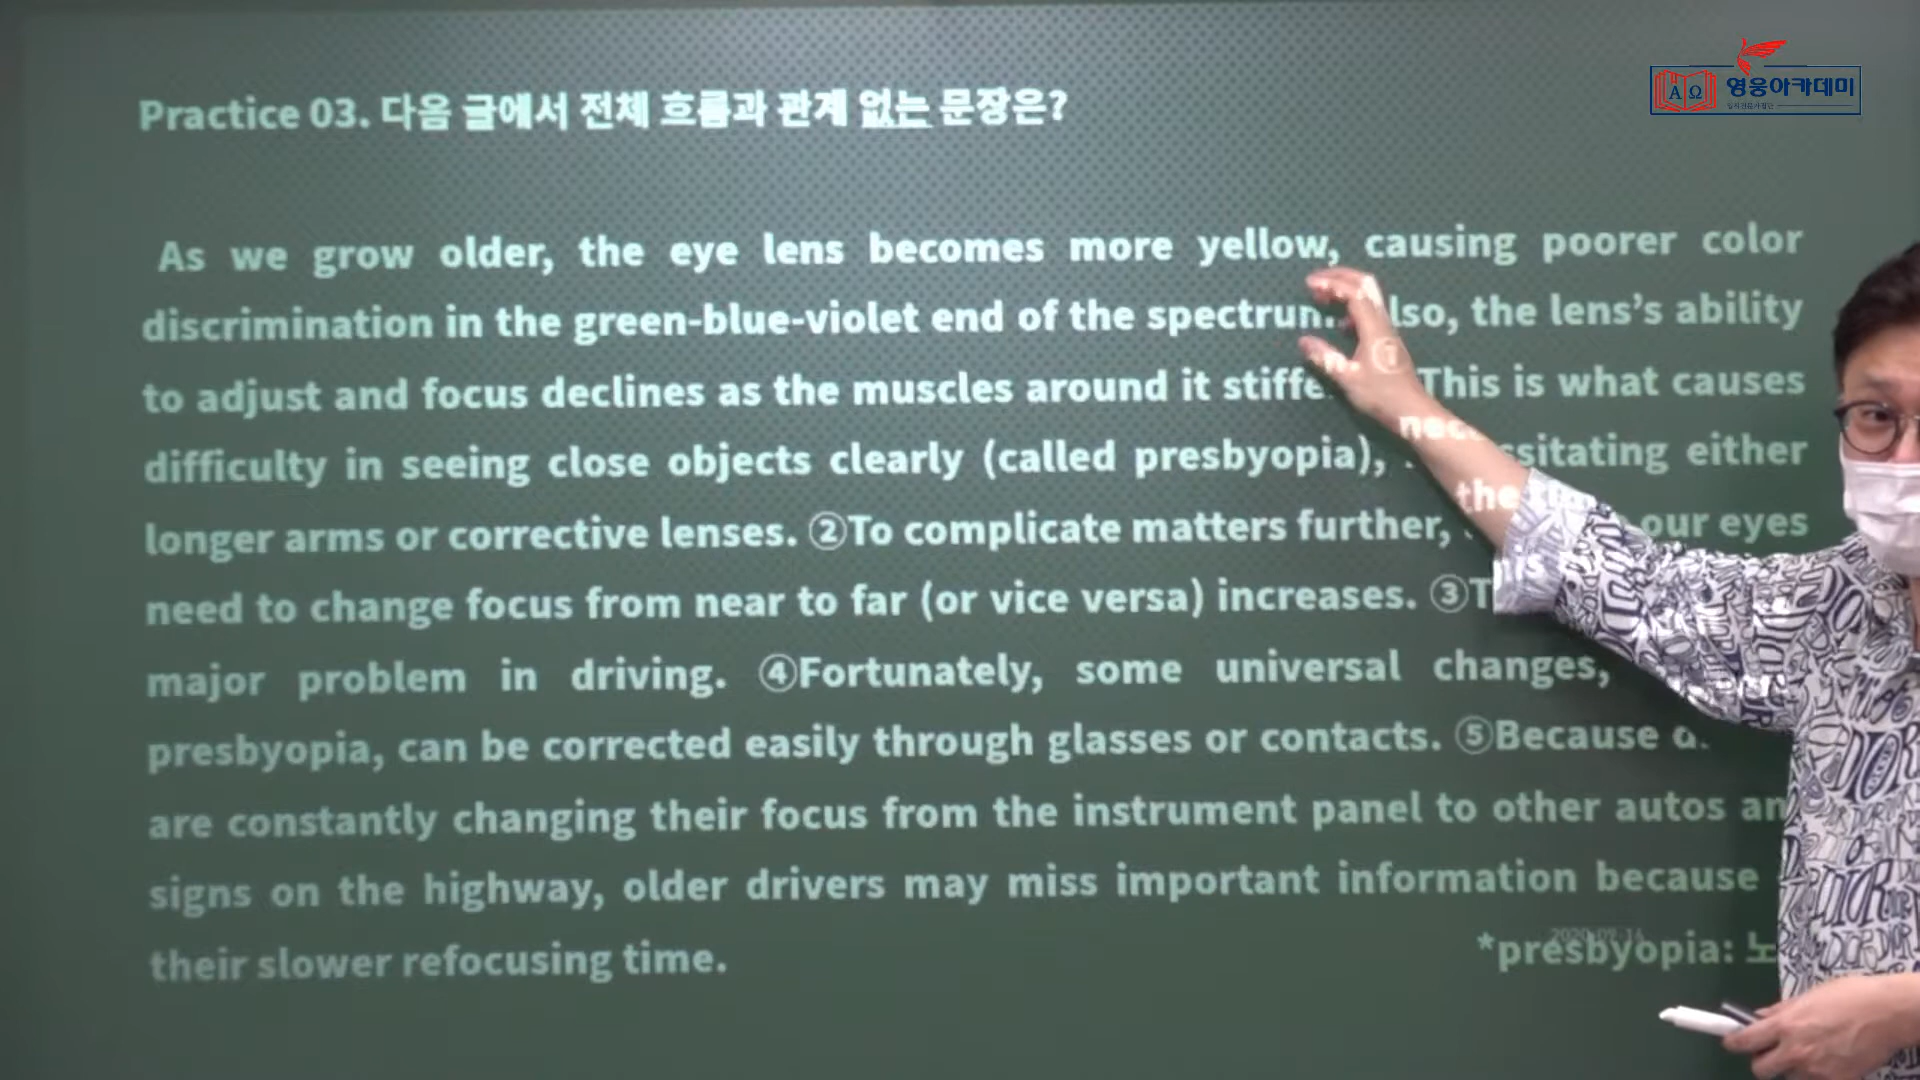 영웅아카데미
Practice 03. 다음 글에서 전체 흐름과 관계 없는 문장은?
As we grow older, the eye lens becomes more yellow, causing poorer color
discrimination in the green-blue-violet end of the spectrum. Also, the lens's ability
to adjust and focus declines as the muscles around it stiffen. ①This is what causes
difficulty in seeing close objects clearly (called presbyopia), necessitating either
longer arms or corrective lenses. ②To complicate matters further, the time our eyes
need to change focus from near to far (or vice versa) increases. ③This
major problem in driving. ④Fortunately, some universal changes,
presbyopia, can be corrected easily through glasses or contacts. ⑤Because
are constantly changing their focus from the instrument panel to other autos an
signs on the highway, older drivers may miss important information because
their slower refocusing time.
*presbyopia: 노